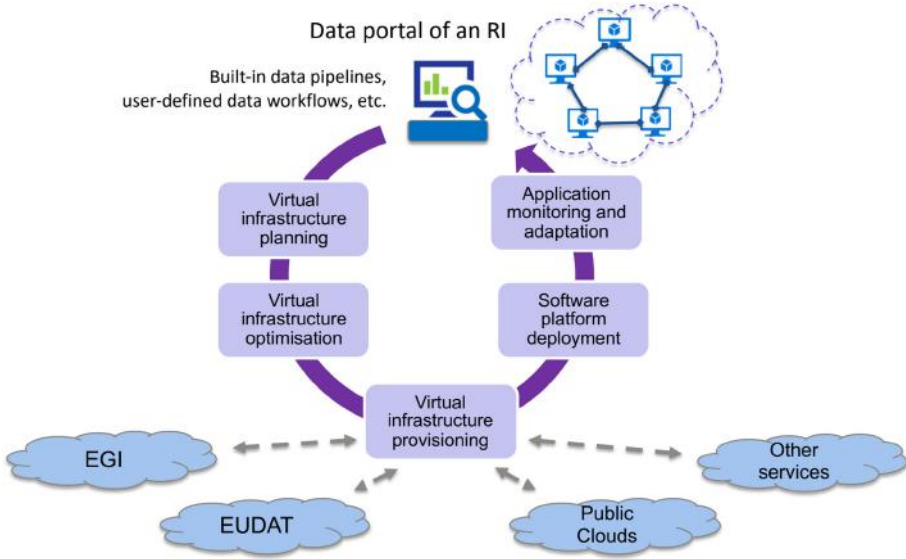 Data portal of an RI
Built-in data pipelines,
user-defined data workflows, etc.
Virtual
infrastructure
planning
Application
monitoring and
adaptation
Virtual
infrastructure
optimisation
Software
platform
deployment
Virtual
infrastructure
provisioning
EGI
Other
services
EUDAT
Public
Clouds